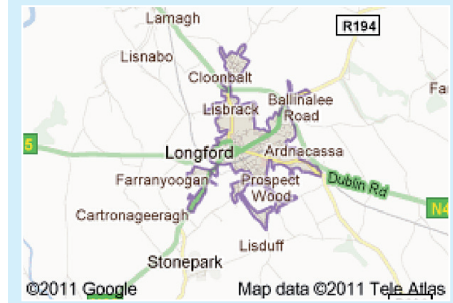 Lamagh
R194
Lisnabo
Cloonbalt
Lisbrack
Ballinalee
Road
5
Longford
Ardnacassa
Farranyoogan
Prospect
Wood
Dublin Rd
Cartronageeragh
N4
Lisduff
Stonepark
©2011 Google
Map data ©2011 Tele Atlas